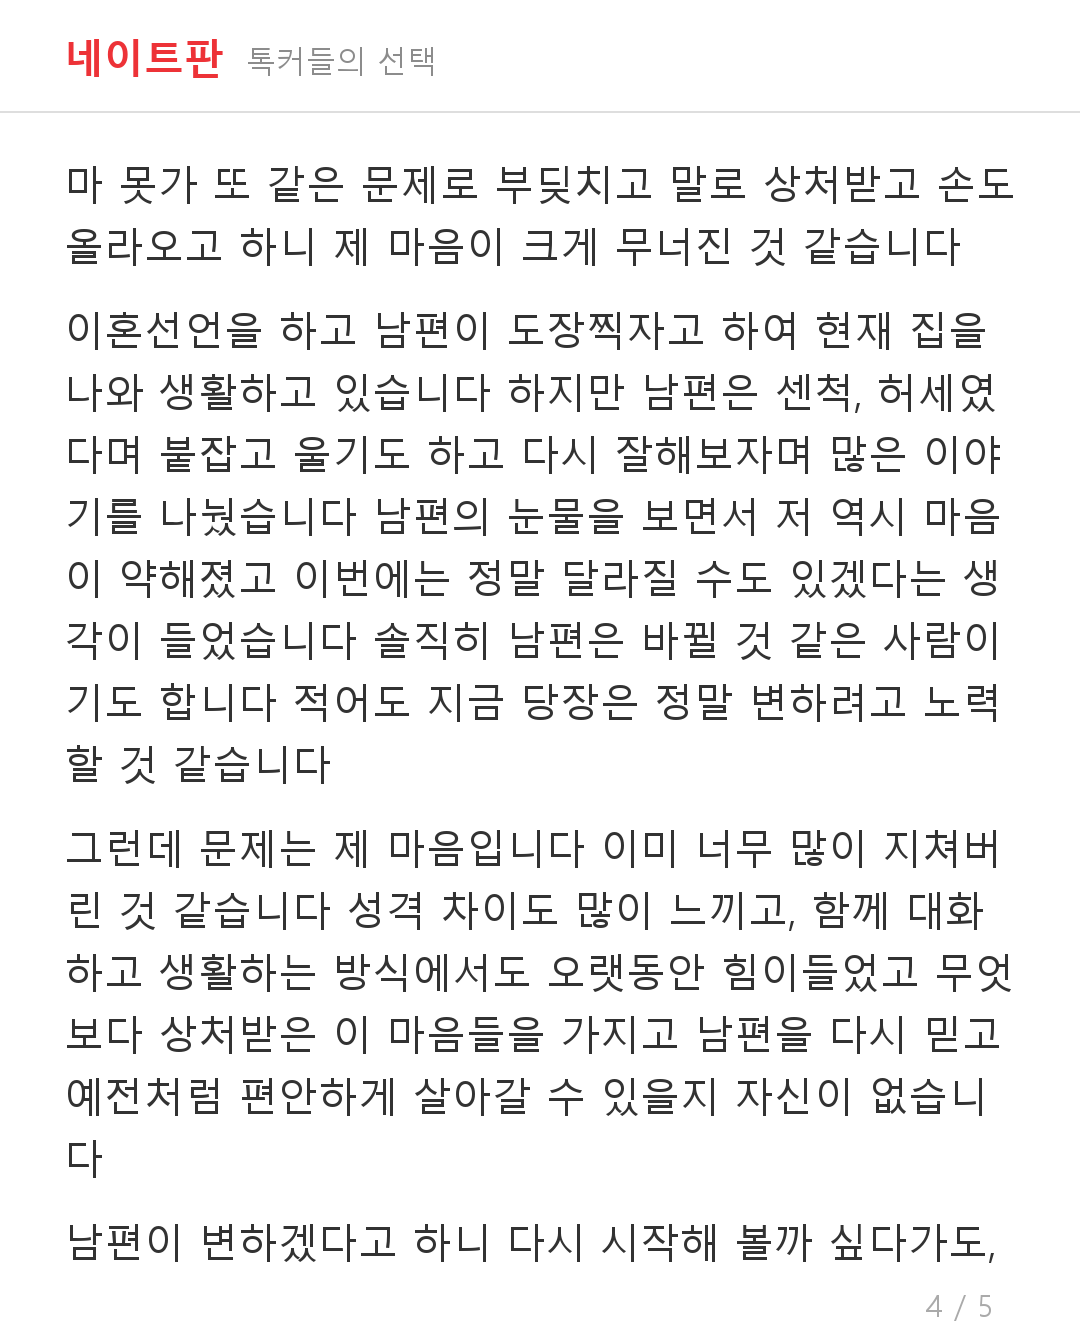 네이트판 톡커들의 선택
마 못가 또 같은 문제로 부딪치고 말로 상처받고 손도
올라오고 하니 제 마음이 크게 무너진 것 같습니다
이혼선언을 하고 남편이 도장찍자고 하여 현재 집을
나와 생활하고 있습니다 하지만 남편은 센척, 허세였
다며 붙잡고 울기도 하고 다시 잘해보자며 많은 이야
기를 나눴습니다 남편의 눈물을 보면서 저 역시 마음
이 약해졌고 이번에는 정말 달라질 수도 있겠다는 생
각이 들었습니다 솔직히 남편은 바뀔 것 같은 사람이
기도 합니다 적어도 지금 당장은 정말 변하려고 노력
할 것 같습니다
그런데 문제는 제 마음입니다 이미 너무 많이 지쳐버
린 것 같습니다 성격 차이도 많이 느끼고, 함께 대화
하고 생활하는 방식에서도 오랫동안 힘이들었고 무엇
보다 상처받은 이 마음들을 가지고 남편을 다시 믿고
예전처럼 편안하게 살아갈 수 있을지 자신이 없습니
다
남편이 변하겠다고 하니 다시 시작해 볼까 싶다가도,
4 / 5